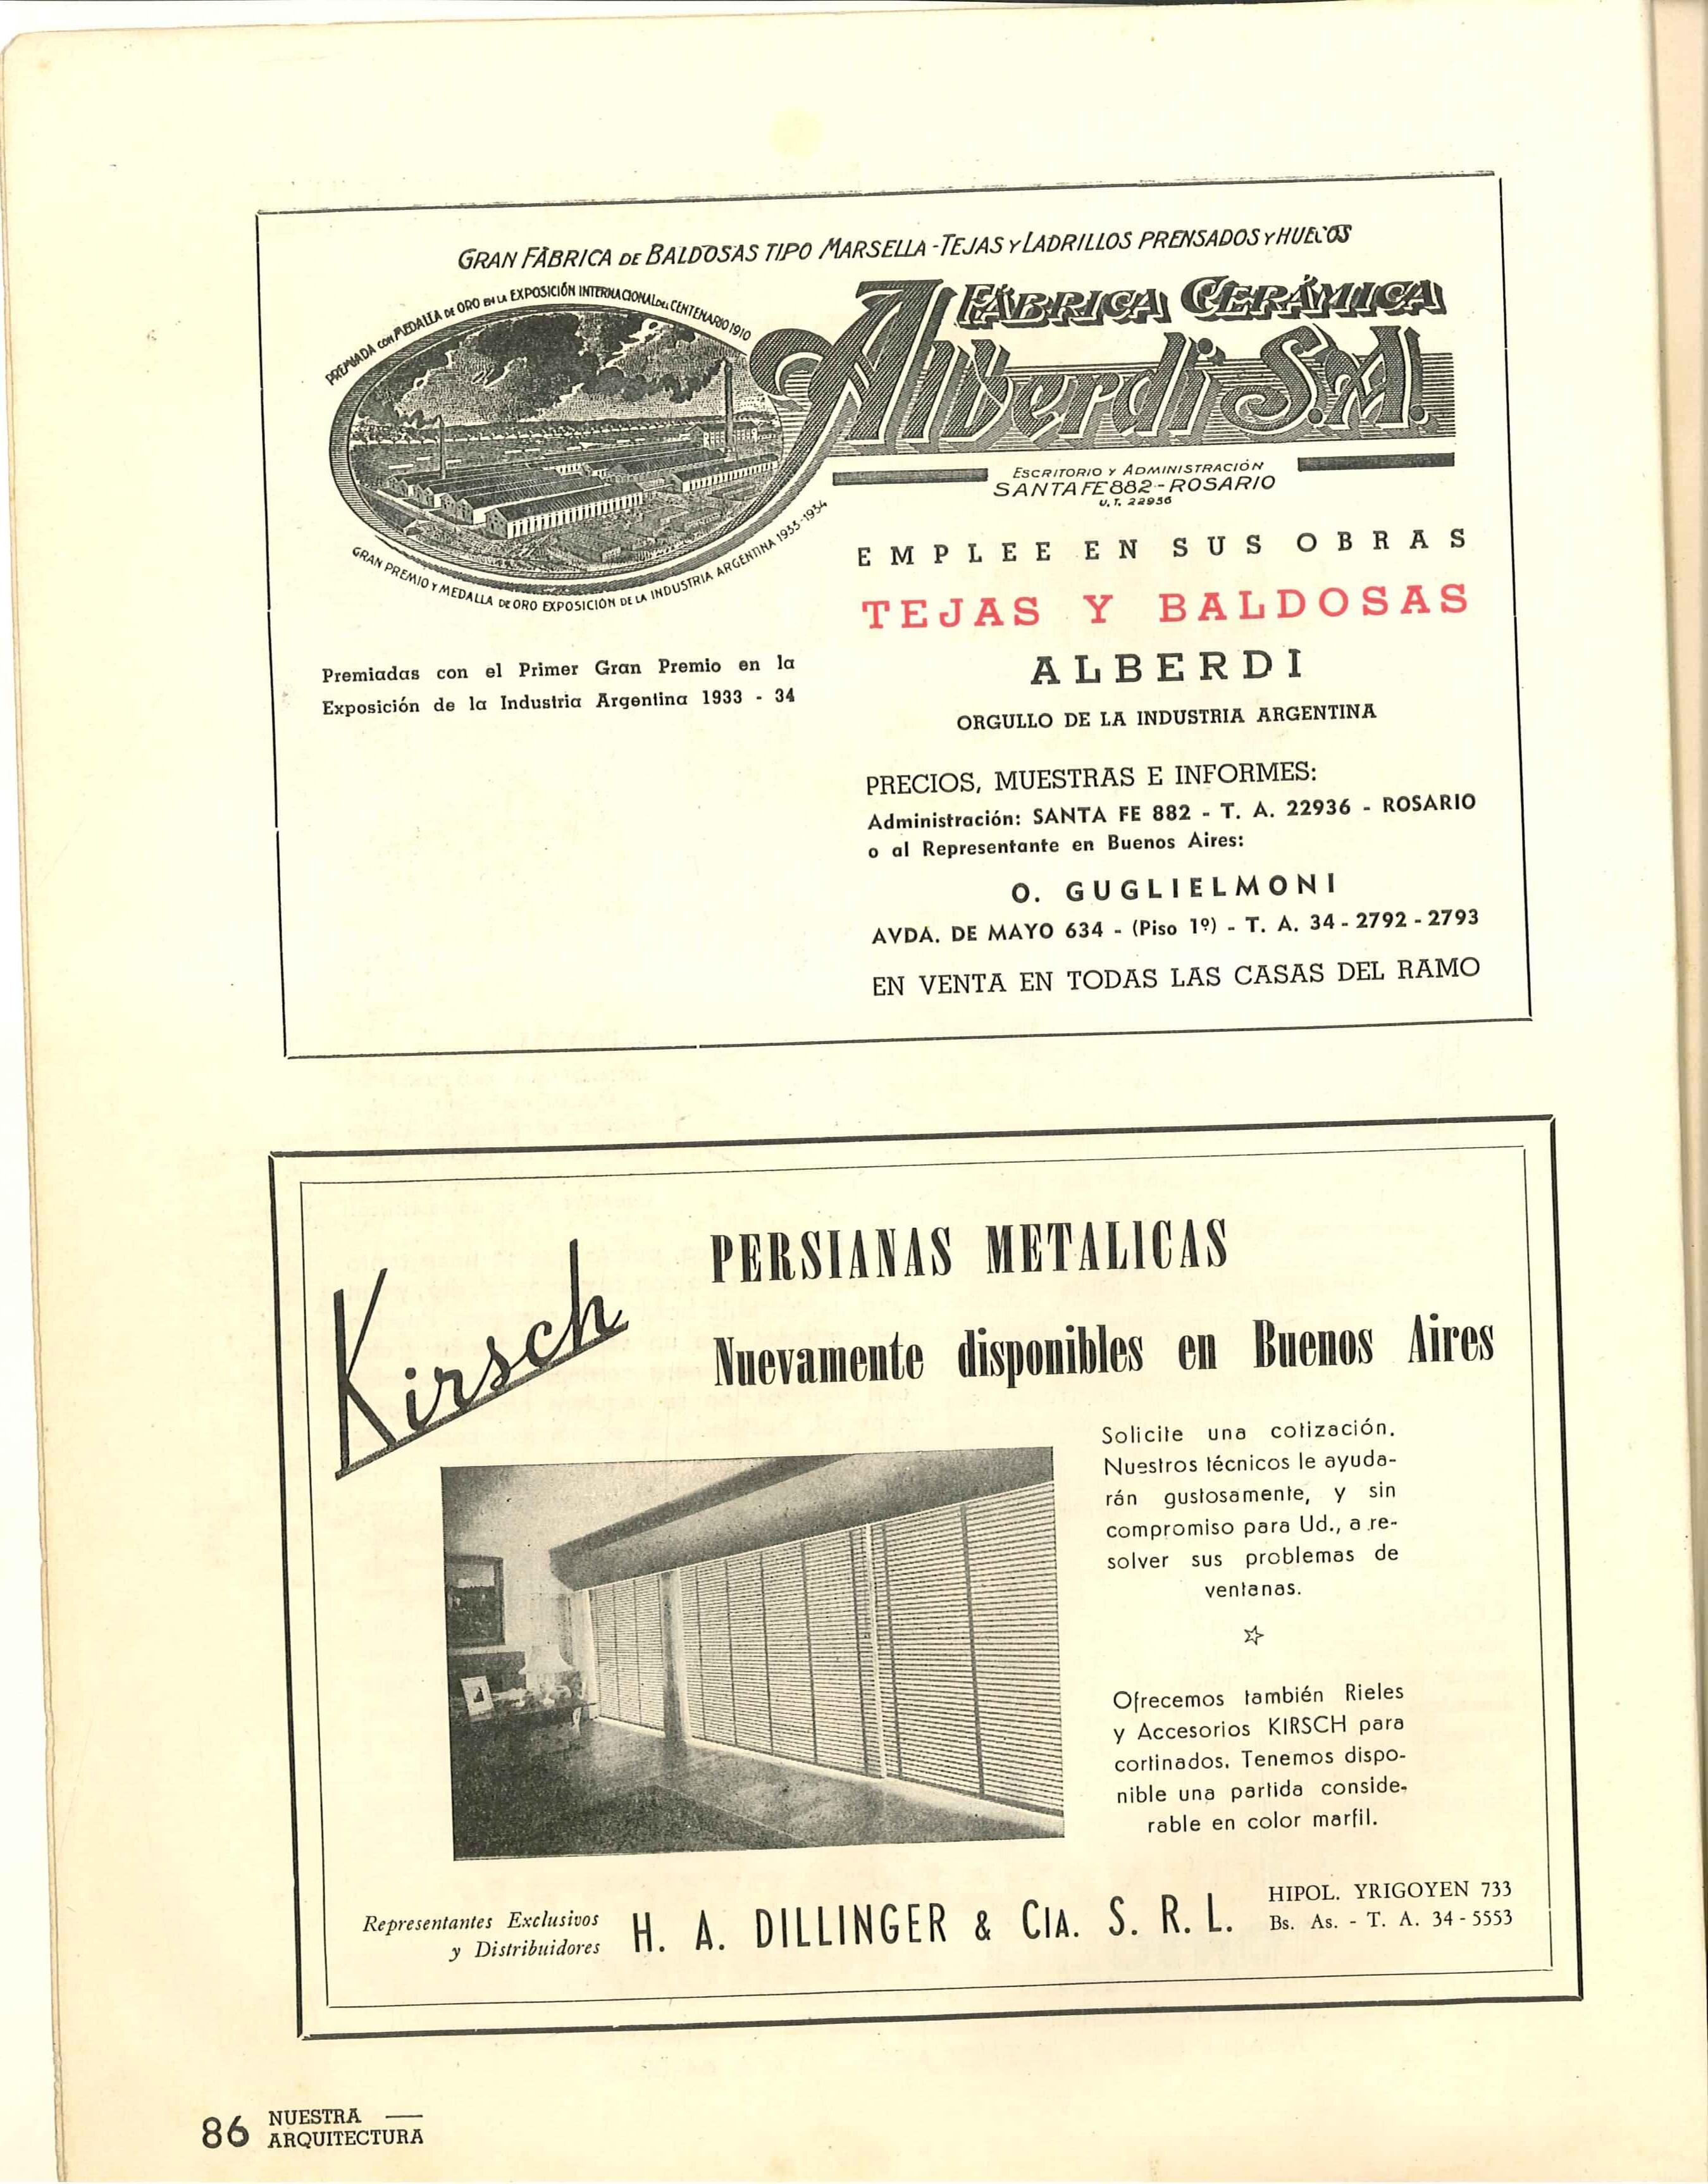 GRAN FÁBRICA DE BALDOSAS TIPO MARSELLA - TEJAS Y LADRILLOS PRENSADOS Y HUECOS
PREMIADA CON MEDALLA DE ORO EN LA EXPOSICIÓN INTERNACIONAL DEL CENTENARIO 1910
FÁBRICA CERÁMICA
Alberdi S.A.
ESCRITORIO Y ADMINISTRACIÓN
SANTA FE 882 - ROSARIO
U. T. 22936
GRAN PREMIO Y MEDALLA DE ORO EXPOSICIÓN DE LA INDUSTRIA ARGENTINA 1933-1934
Premiadas con el Primer Gran Premio en la
Exposición de la Industria Argentina 1933 - 34
EMPLEE EN SUS OBRAS
TEJAS Y BALDOSAS
ALBERDI
ORGULLO DE LA INDUSTRIA ARGENTINA
PRECIOS, MUESTRAS E INFORMES:
Administración: SANTA FE 882 - T. A. 22936 - ROSARIO
o al Representante en Buenos Aires:
O. GUGLIELMONI
AVDA. DE MAYO 634 - (Piso 1º) - T. A. 34 - 2792 - 2793
EN VENTA EN TODAS LAS CASAS DEL RAMO
Kirsch
PERSIANAS METALICAS
Nuevamente disponibles en Buenos Aires
Solicite una cotización.
Nuestros técnicos le ayuda-
rán gustosamente, y sin
compromiso para Ud., a re-
solver sus problemas de
ventanas.
Ofrecemos también Rieles
y Accesorios KIRSCH para
cortinados. Tenemos dispo-
nible una partida conside-
rable en color marfil.
Representantes Exclusivos
y Distribuidores
H. A. DILLINGER & CIA. S. R. L.
HIPOL. YRIGOYEN 733
Bs. As. - T. A. 34 - 5553
86 NUESTRA
ARQUITECTURA